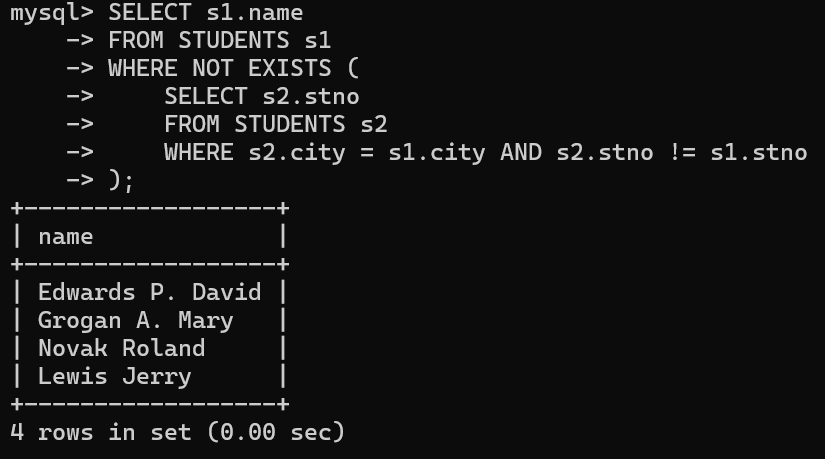 mysql> SELECT s1.name
    -> FROM STUDENTS s1
    -> WHERE NOT EXISTS (
    ->     SELECT s2.stno
    ->     FROM STUDENTS s2
    ->     WHERE s2.city = s1.city AND s2.stno != s1.stno
    -> );
+------------------+
| name             |
+------------------+
| Edwards P. David |
| Grogan A. Mary   |
| Novak Roland     |
| Lewis Jerry      |
+------------------+
4 rows in set (0.00 sec)